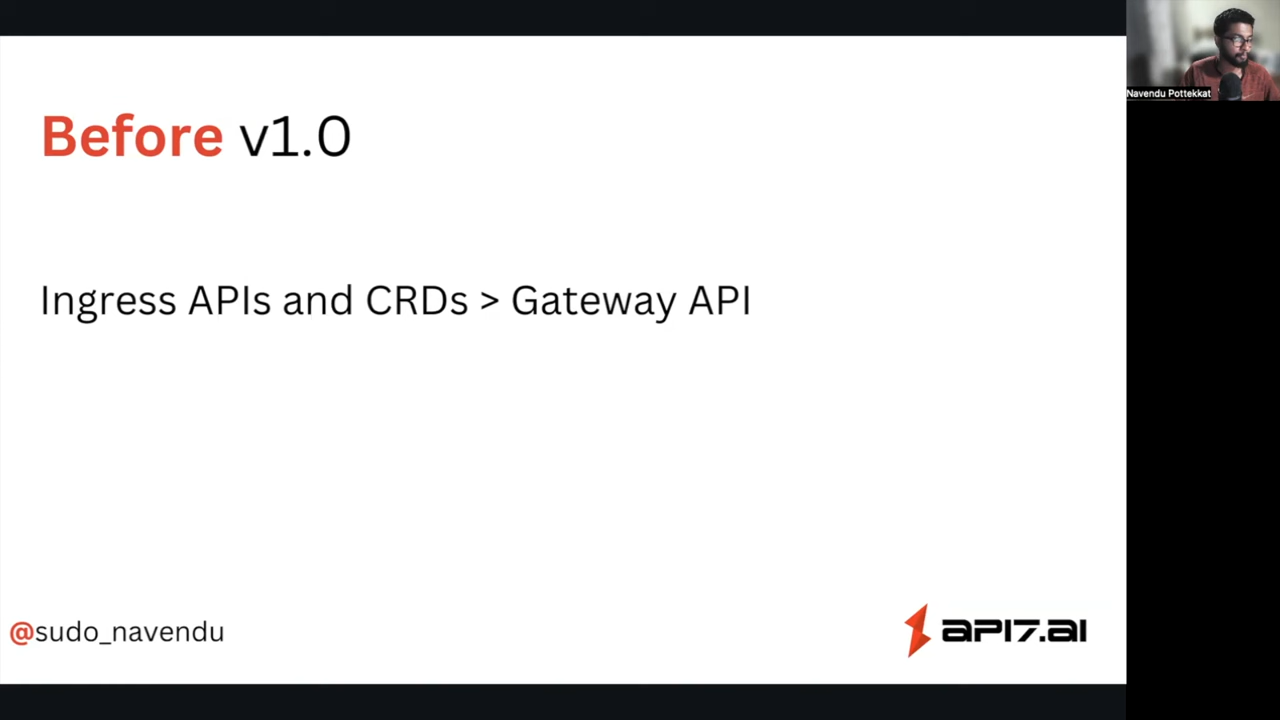 Before v1.0
Ingress APIs and CRDs > Gateway API
@sudo_navendu
API7.AI
Navendu Pottekkat